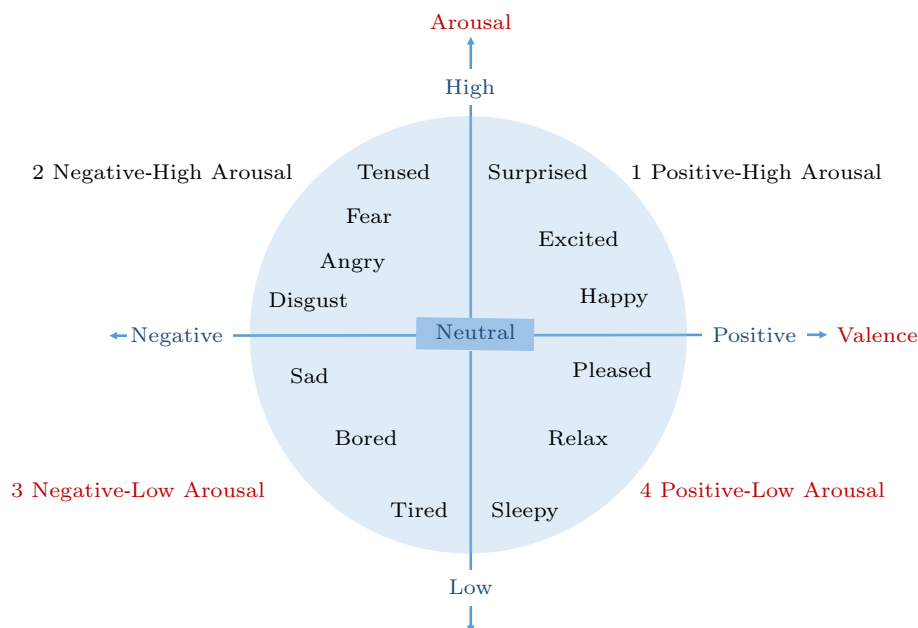 Arousal
High
2 Negative-High Arousal
Tensed
Surprised
1 Positive-High Arousal
Fear
Excited
Angry
Disgust
Happy
Negative
Neutral
Positive
Valence
Sad
Pleased
Bored
Relax
3 Negative-Low Arousal
4 Positive-Low Arousal
Tired
Sleepy
Low